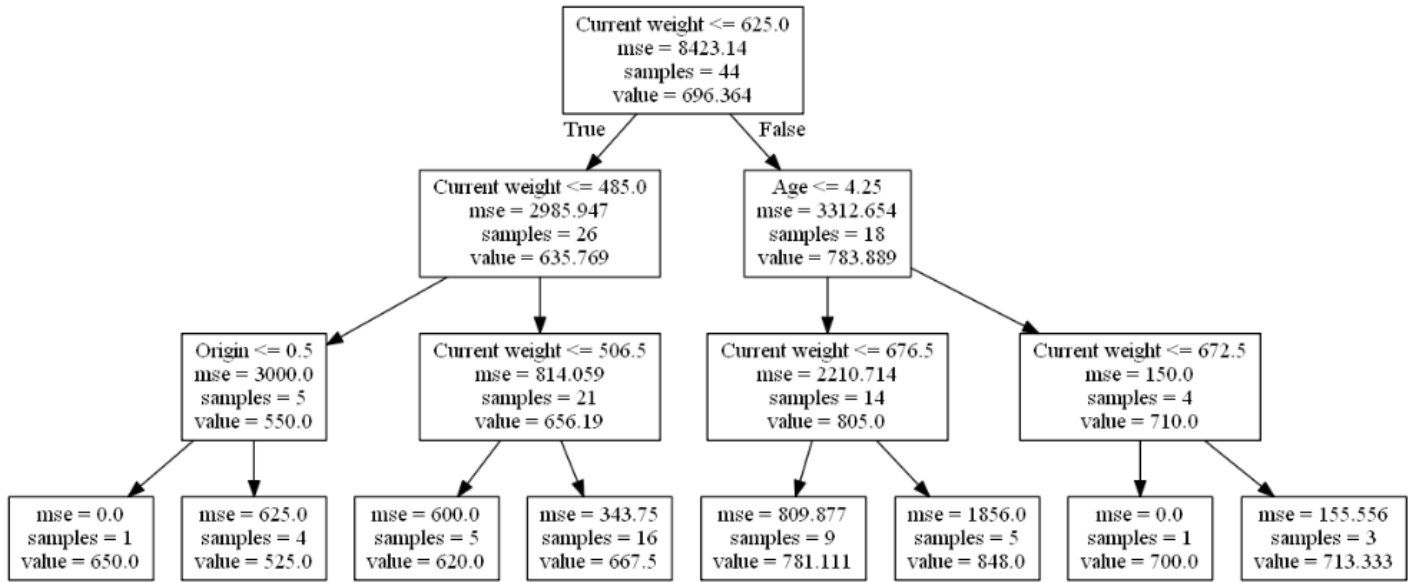 Current weight <= 625.0
mse = 8423.14
samples = 44
value = 696.364
True
False
Current weight <= 485.0
mse = 2985.947
samples = 26
value = 635.769
Age <= 4.25
mse = 3312.654
samples = 18
value = 783.889
Origin <= 0.5
mse = 3000.0
samples = 5
value = 550.0
Current weight <= 506.5
mse = 814.059
samples = 21
value = 656.19
Current weight <= 676.5
mse = 2210.714
samples = 14
value = 805.0
Current weight <= 672.5
mse = 150.0
samples = 4
value = 710.0
mse = 0.0
samples = 1
value = 650.0
mse = 625.0
samples = 4
value = 525.0
mse = 600.0
samples = 5
value = 620.0
mse = 343.75
samples = 16
value = 667.5
mse = 809.877
samples = 9
value = 781.111
mse = 1856.0
samples = 5
value = 848.0
mse = 0.0
samples = 1
value = 700.0
mse = 155.556
samples = 3
value = 713.333